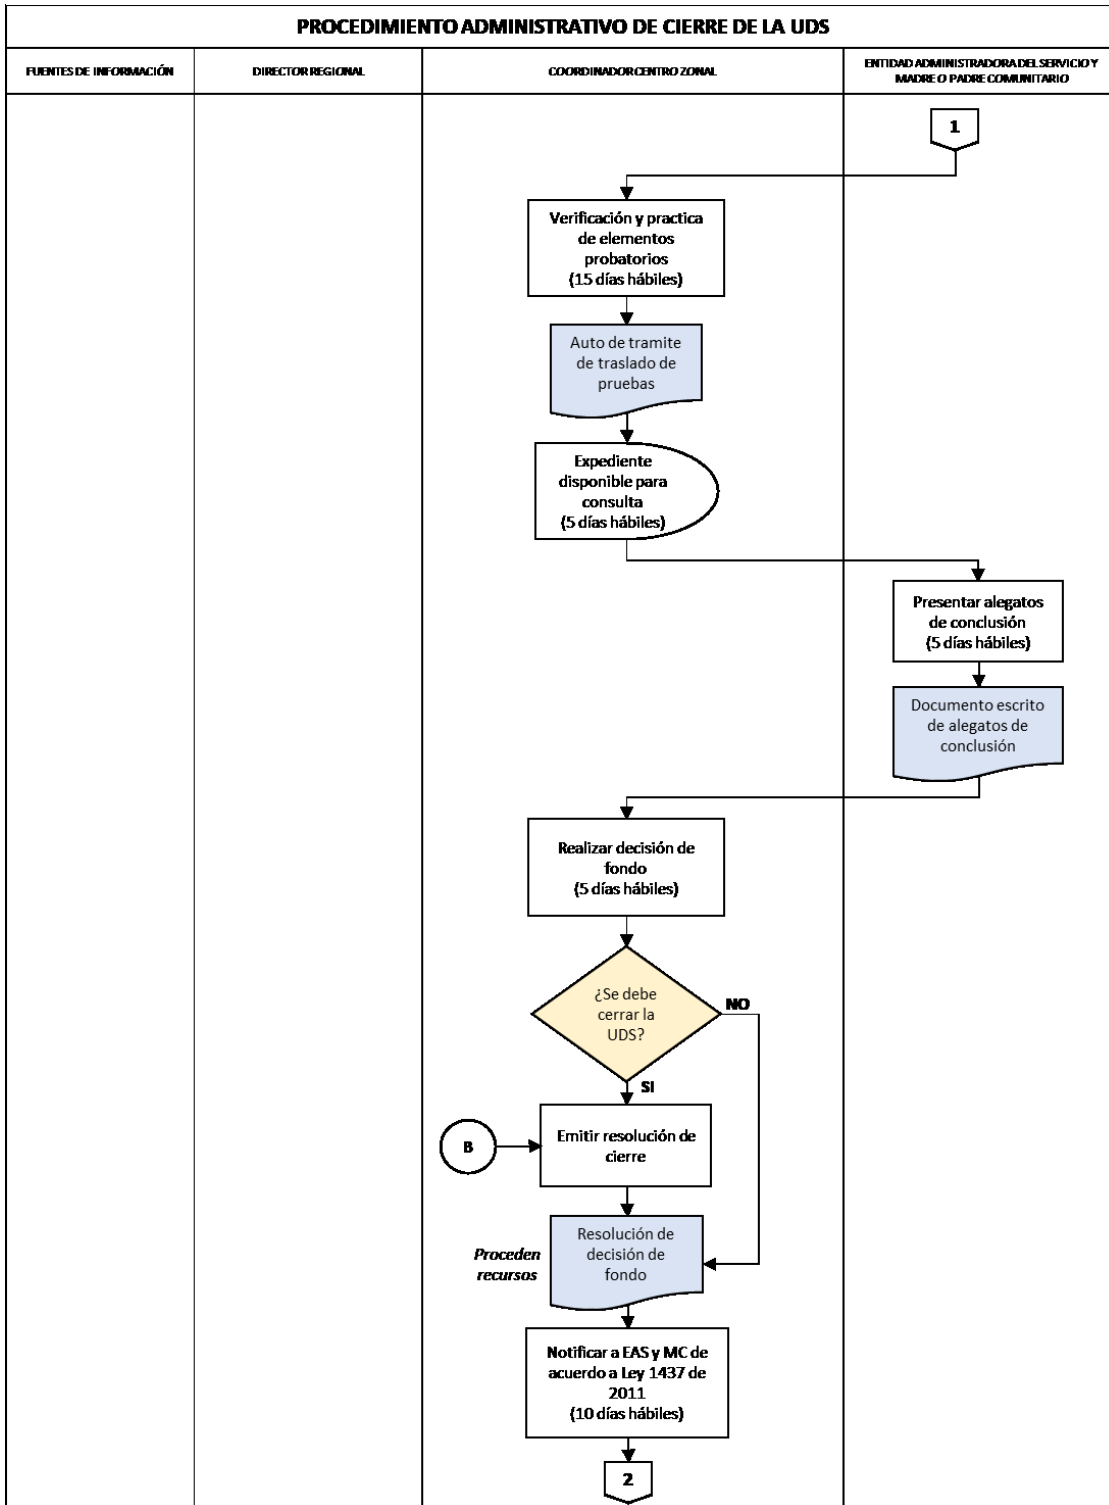 PROCEDIMIENTO ADMINISTRATIVO DE CIERRE DE LA UDS
FUENTES DE INFORMACIÓN
DIRECTOR REGIONAL
COORDINADOR CENTRO ZONAL
ENTIDAD ADMINISTRADORA DEL SERVICIO Y
MADRE O PADRE COMUNITARIO
1
Verificación y practica
de elementos
probatorios
(15 días hábiles)
Auto de tramite
de traslado de
pruebas
Expediente
disponible para
consulta
(5 días hábiles)
Presentar alegatos
de conclusión
(5 días hábiles)
Documento escrito
de alegatos de
conclusión
Realizar decisión de
fondo
(5 días hábiles)
¿Se debe
cerrar la
UDS?
NO
SI
B
Emitir resolución de
cierre
Proceden
recursos
Resolución de
decisión de
fondo
Notificar a EAS y MC de
acuerdo a Ley 1437 de
2011
(10 días hábiles)
2